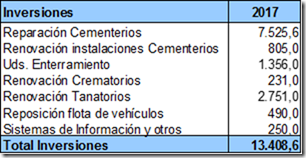 Inversiones 2017
Reparación Cementerios 7.525,6
Renovación instalaciones Cementerios 805,0
Uds. Enterramiento 1.356,0
Renovación Crematorios 231,0
Renovación Tanatorios 2.751,0
Reposición flota de vehículos 490,0
Sistemas de Información y otros 250,0
Total Inversiones 13.408,6